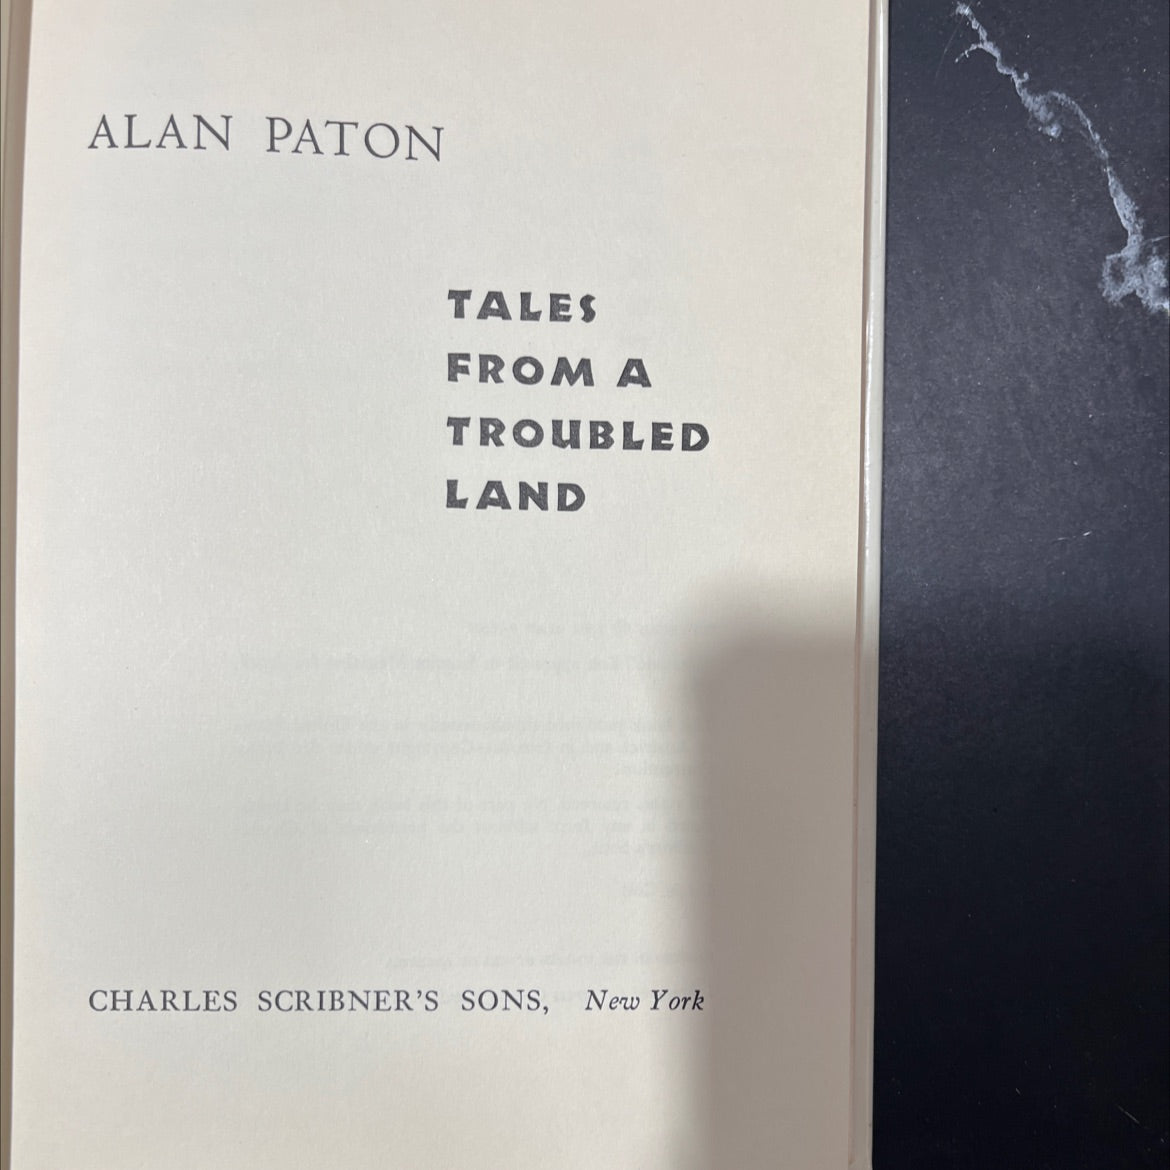 ALAN PATON
TALES
FROM A
TROUBLED
LAND
CHARLES SCRIBNER'S SONS, New York